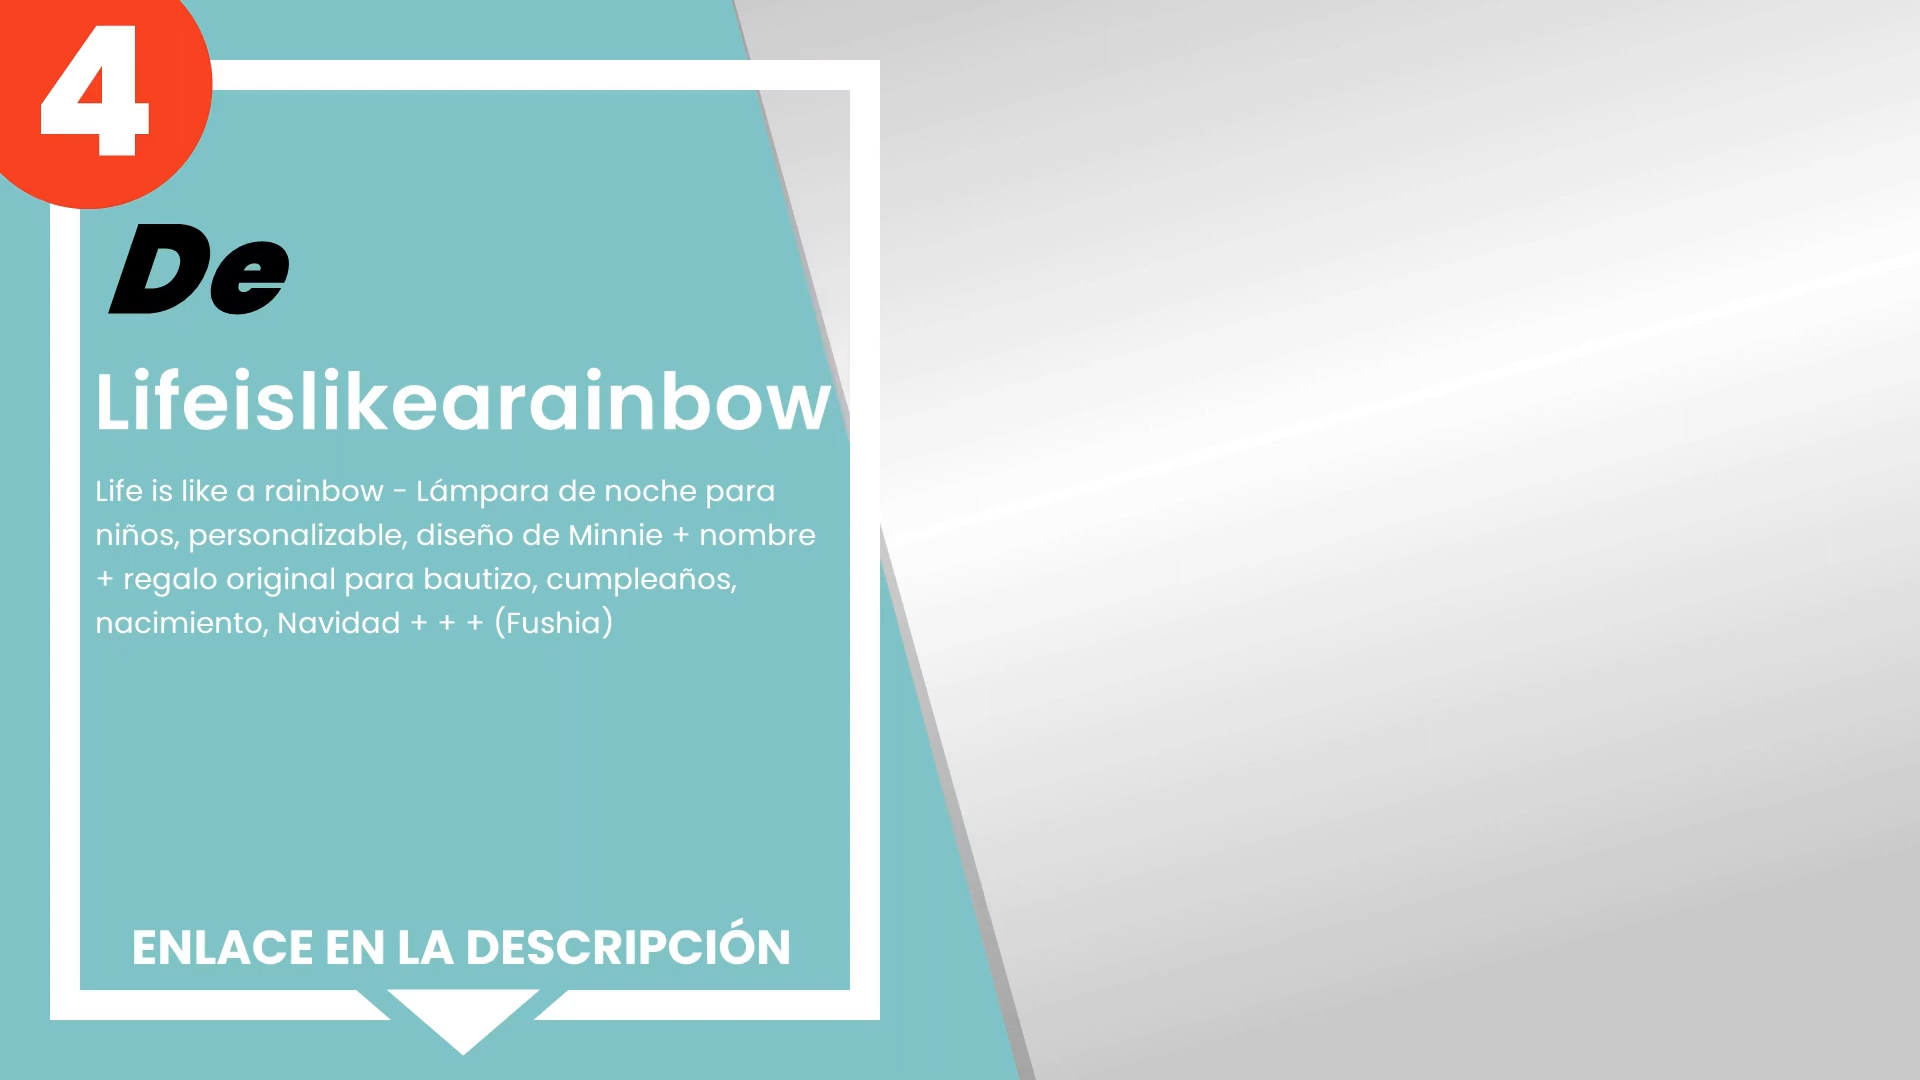 4
De
Lifeislikearainbow
Life is like a rainbow - Lámpara de noche para
niños, personalizable, diseño de Minnie + nombre
+ regalo original para bautizo, cumpleaños,
nacimiento, Navidad + + + (Fushia)
ENLACE EN LA DESCRIPCIÓN